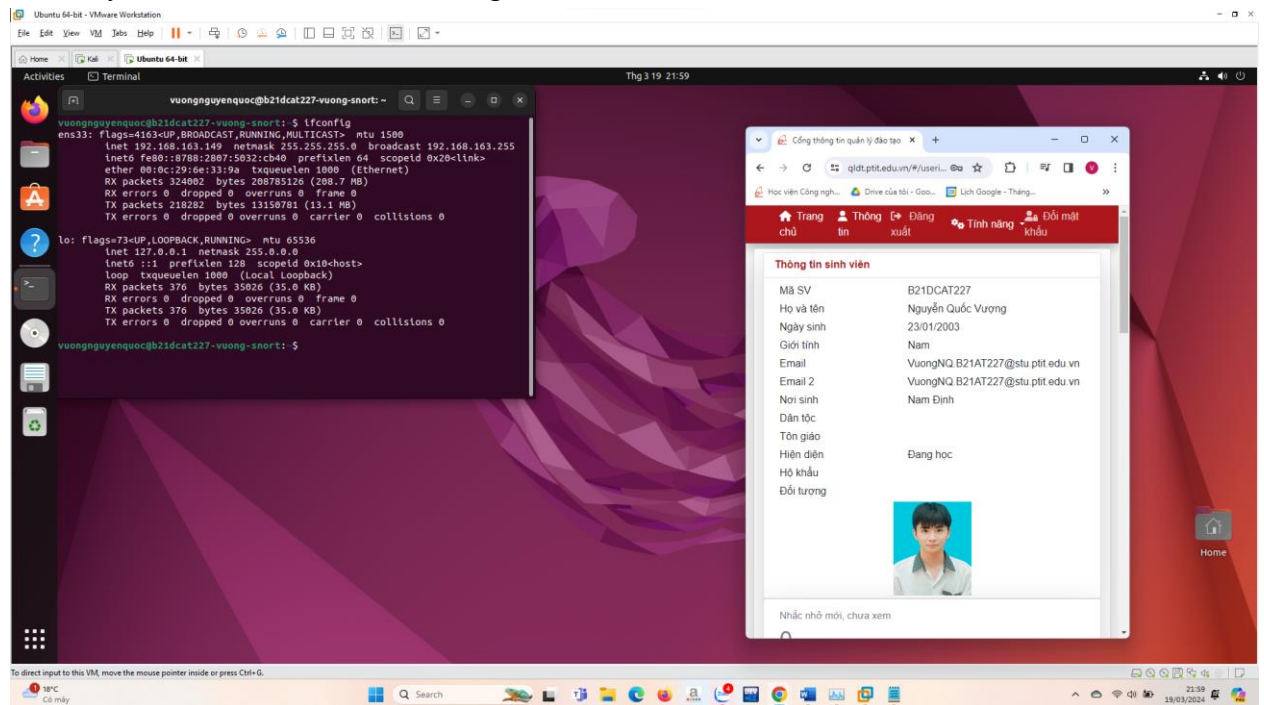 Ubuntu 64-bit - VMware Workstation
File Edit View VM Tabs Help
Home Kali Ubuntu 64-bit
Activities Terminal Thg 3 19 21:59
vuongnguyenquoc@b21dcat227-vuong-snort: ~
vuongnguyenquoc@b21dcat227-vuong-snort:~$ ifconfig
ens33: flags=4163<UP,BROADCAST,RUNNING,MULTICAST> mtu 1500
inet 192.168.163.149 netmask 255.255.255.0 broadcast 192.168.163.255
inet6 fe80::8788:2807:5032:cb40 prefixlen 64 scopeid 0x20<link>
ether 00:0c:29:6e:33:9a txqueuelen 1000 (Ethernet)
RX packets 324002 bytes 208785126 (208.7 MB)
RX errors 0 dropped 0 overruns 0 frame 0
TX packets 218282 bytes 13150781 (13.1 MB)
TX errors 0 dropped 0 overruns 0 carrier 0 collisions 0
lo: flags=73<UP,LOOPBACK,RUNNING> mtu 65536
inet 127.0.0.1 netmask 255.0.0.0
inet6 ::1 prefixlen 128 scopeid 0x10<host>
loop txqueuelen 1000 (Local Loopback)
RX packets 376 bytes 35026 (35.0 KB)
RX errors 0 dropped 0 overruns 0 frame 0
TX packets 376 bytes 35026 (35.0 KB)
TX errors 0 dropped 0 overruns 0 carrier 0 collisions 0
vuongnguyenquoc@b21dcat227-vuong-snort:~$
Cổng thông tin quản lý đào tạo
qldt.ptit.edu.vn/#/useri...
Học viện Công ngh... Drive của tôi - Goo... Lịch Google - Tháng...
Trang chủ Thông tin Đăng xuất Tính năng Đổi mật khẩu
Thông tin sinh viên
Mã SV B21DCAT227
Họ và tên Nguyễn Quốc Vượng
Ngày sinh 23/01/2003
Giới tính Nam
Email VuongNQ.B21AT227@stu.ptit.edu.vn
Email 2 VuongNQ.B21AT227@stu.ptit.edu.vn
Nơi sinh Nam Định
Dân tộc
Tôn giáo
Hiện diện Đang học
Hộ khẩu
Đối tượng
Nhắc nhở mới, chưa xem
Home
To direct input to this VM, move the mouse pointer inside or press Ctrl+G.
18°C
Có mây
Search
21:59
19/03/2024